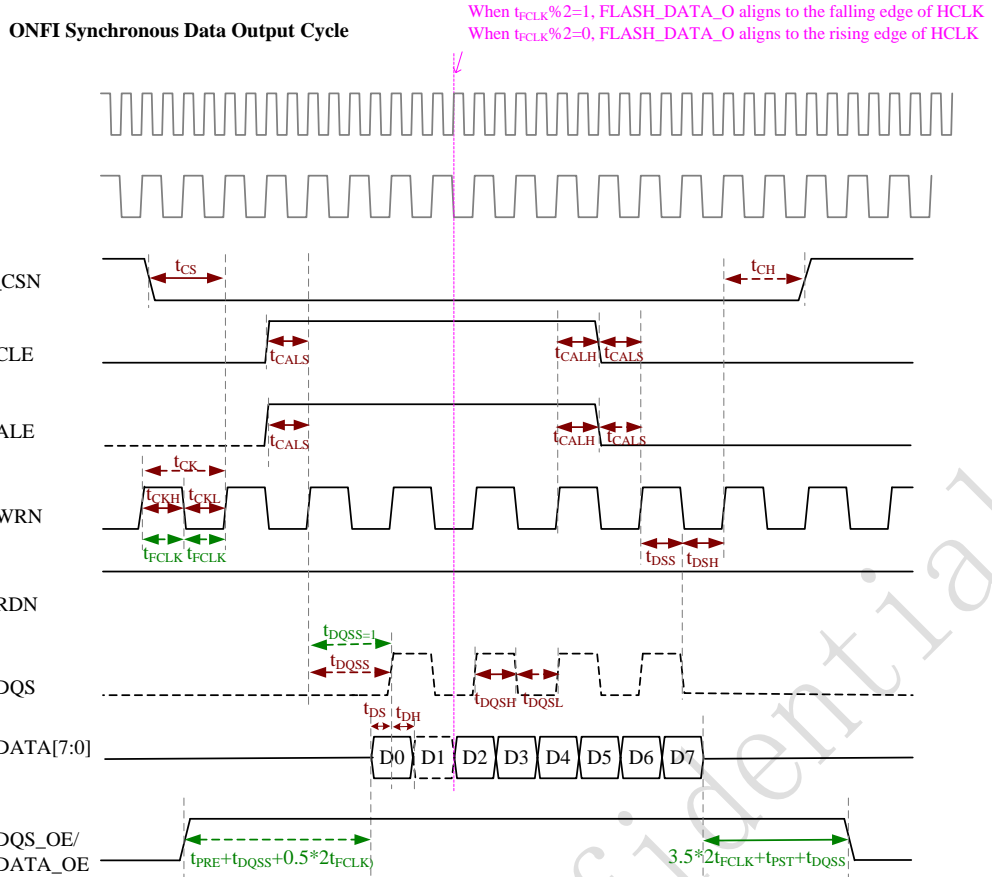 ONFI Synchronous Data Output Cycle
When tFCLK%2=1, FLASH_DATA_O aligns to the falling edge of HCLK
When tFCLK%2=0, FLASH_DATA_O aligns to the rising edge of HCLK
_CSN
tCS
tCH
CLE
tCALS
tCALH
tCALS
ALE
tCALS
tCALH
tCALS
tCK
WRN
tCKH
tCKL
tFCLK
tFCLK
tDSS
tDSH
RDN
tDQSS=1
tDQSS
DQS
tDQSH
tDQSL
tDS
tDH
DATA[7:0]
D0 D1 D2 D3 D4 D5 D6 D7
DQS_OE/
DATA_OE
tPRE+tDQSS+0.5*2tFCLK
3.5*2tFCLK+tPST+tDQSS
fidential